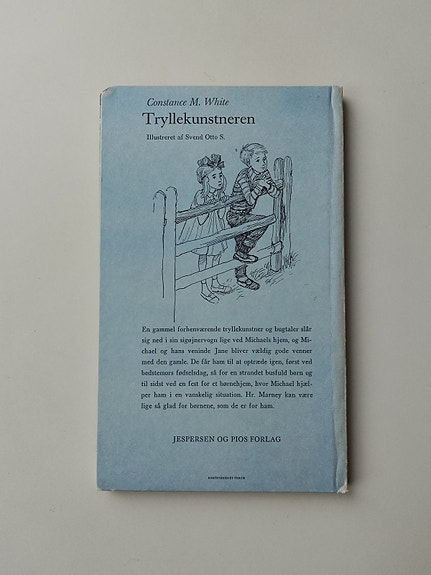 Constance M. White
Tryllekunstneren
Illustreret af Svend Otto S.
En gammel forhenværende tryllekunstner og bugtaler slår
sig ned i sin sigøjnervogn lige ved Michaels hjem, og Mi-
chael og hans veninde Jane bliver vældig gode venner
med den gamle. De får ham til at optræde igen, først ved
bedstemors fødselsdag, så for en strandet busfuld børn og
til sidst ved en fest for et børnehjem, hvor Michael hjæl-
per ham i en vanskelig situation. Hr. Marney kan være
lige så glad for børnene, som de er for ham.
JESPERSEN OG PIOS FORLAG